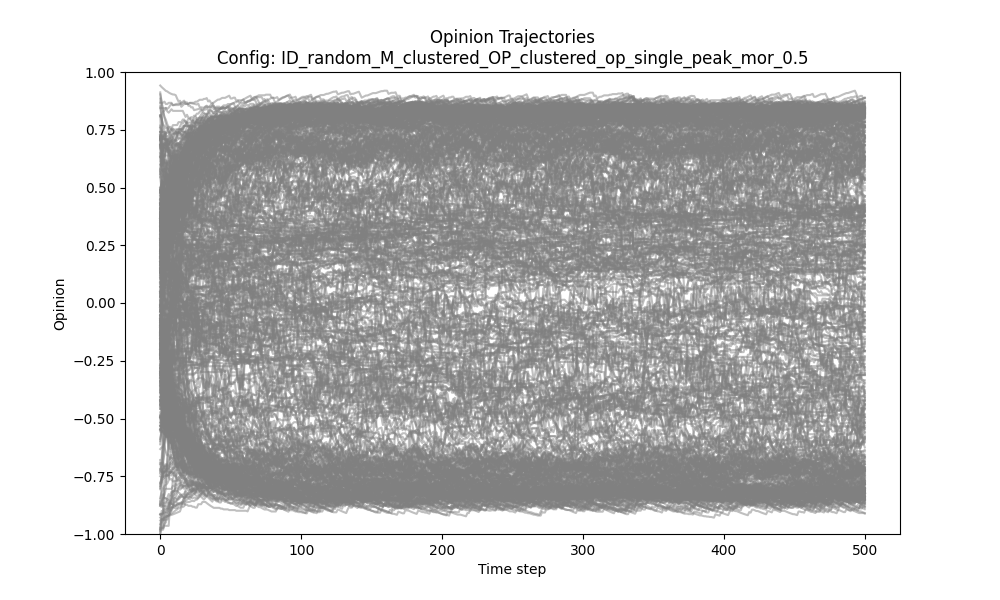 Opinion Trajectories
Config: ID_random_M_clustered_OP_clustered_op_single_peak_mor_0.5
1.00
0.75
0.50
0.25
0.00
−0.25
−0.50
−0.75
−1.00
Opinion
0 100 200 300 400 500
Time step